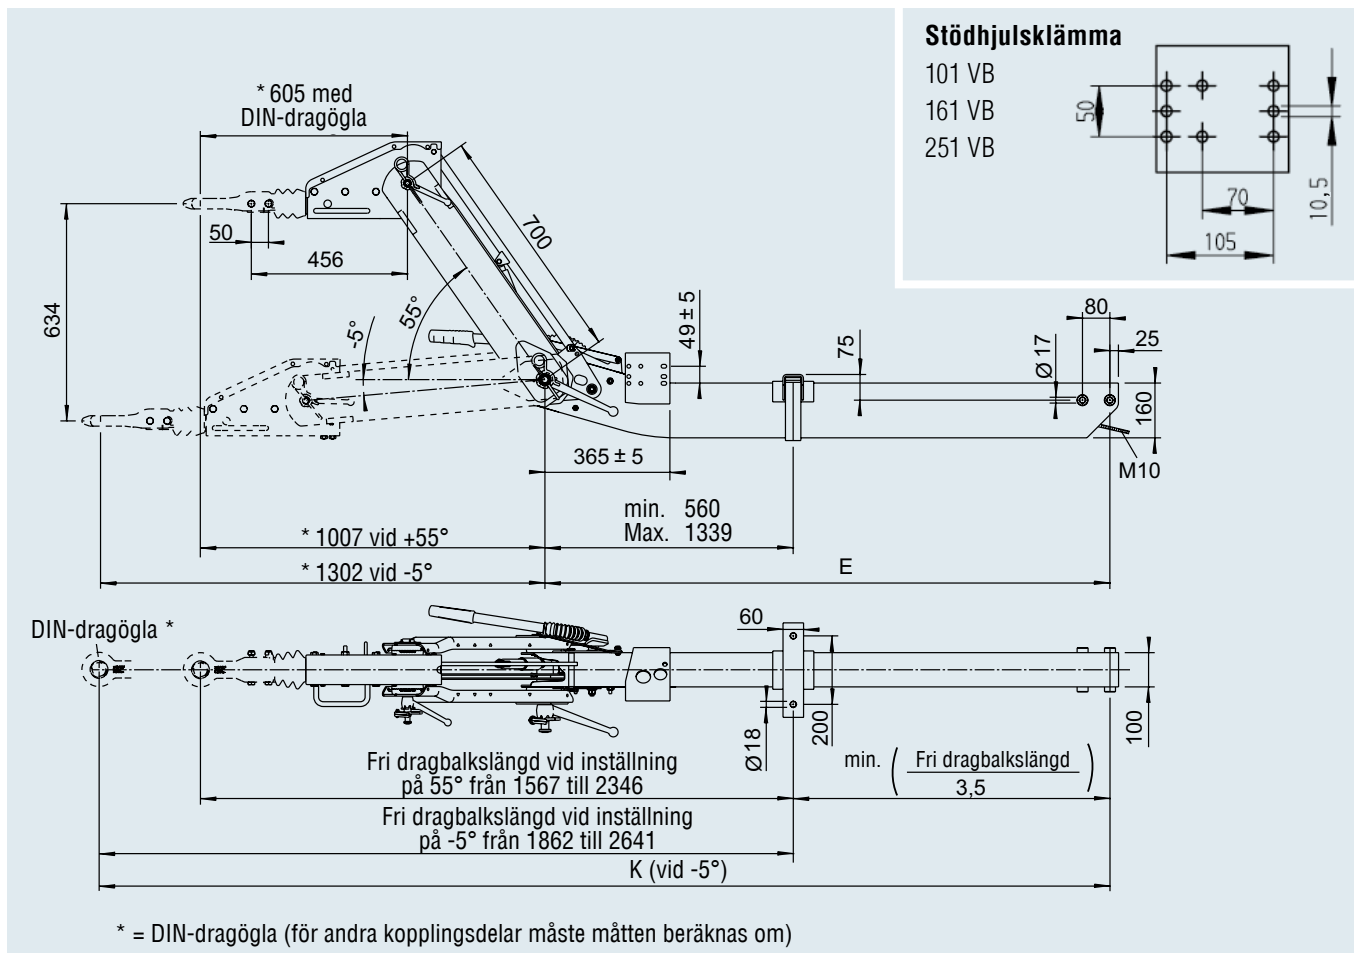 Stödhjulsklämma
101 VB
161 VB
251 VB
50
70
105
10,5
* 605 med
DIN-dragögla
50
456
634
700
55°
-5°
49 ± 5
75
80
25
Ø 17
160
M10
365 ± 5
min. 560
Max. 1339
* 1007 vid +55°
* 1302 vid -5°
E
DIN-dragögla *
60
Ø 18
200
100
Fri dragbalkslängd vid inställning
på 55° från 1567 till 2346
min. ( Fri dragbalkslängd )
3,5
Fri dragbalkslängd vid inställning
på -5° från 1862 till 2641
K (vid -5°)
* = DIN-dragögla (för andra kopplingsdelar måste måtten beräknas om)